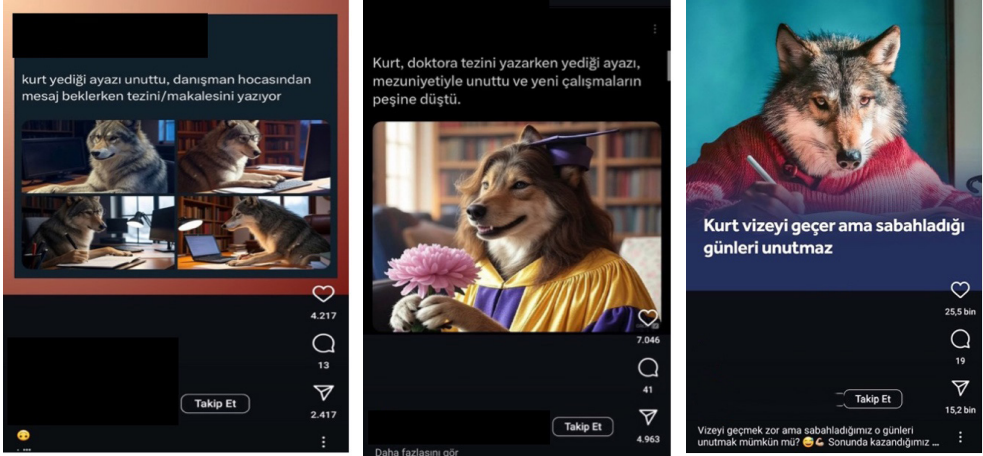 kurt yediği ayazı unuttu, danışman hocasından
mesaj beklerken tezini/makalesini yazıyor
4.217
13
Takip Et
2.417
Kurt, doktora tezini yazarken yediği ayazı,
mezuniyetiyle unuttu ve yeni çalışmaların
peşine düştü.
7.046
41
Takip Et
4.963
Daha fazlasını gör
Kurt vizeyi geçer ama sabahladığı
günleri unutmaz
25,5 bin
19
Takip Et
15,2 bin
Vizeyi geçmek zor ama sabahladığımız o günleri
unutmak mümkün mü? 😅💪 Sonunda kazandığımız ...